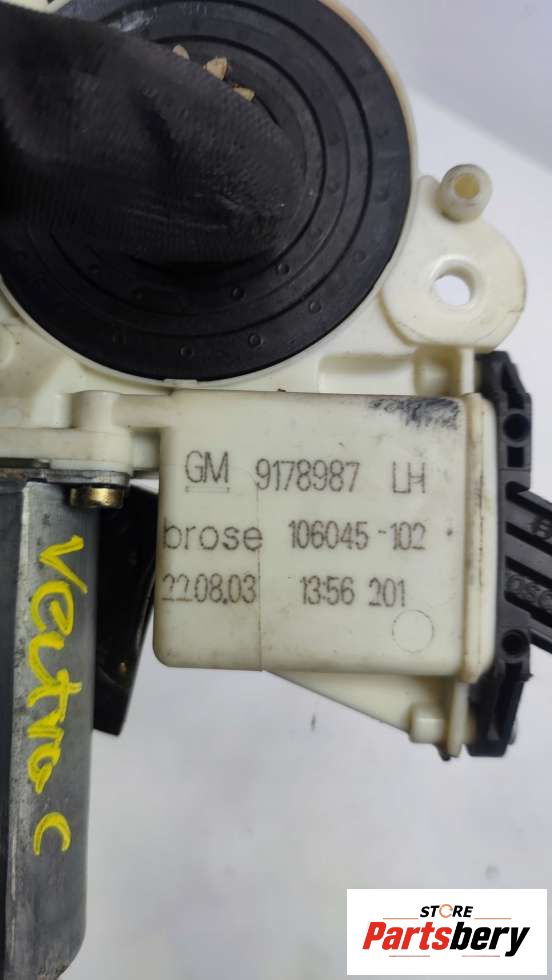 GM 9178987 LH
brose 106045-102
22.08.03 13:56 201
Vectra C
STORE
Partsbery